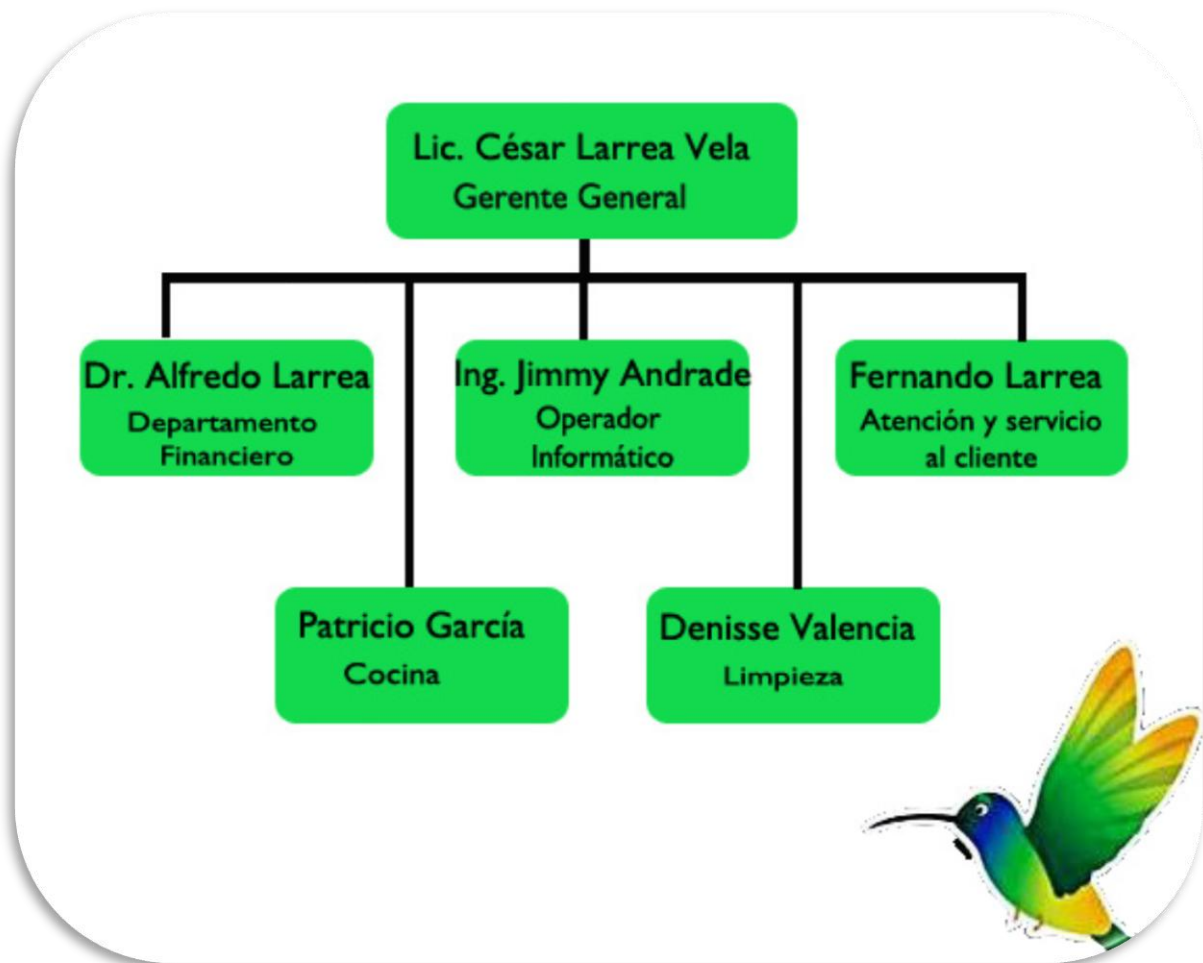 Lic. César Larrea Vela
Gerente General
Dr. Alfredo Larrea
Departamento
Financiero
Ing. Jimmy Andrade
Operador
Informático
Fernando Larrea
Atención y servicio
al cliente
Patricio García
Cocina
Denisse Valencia
Limpieza